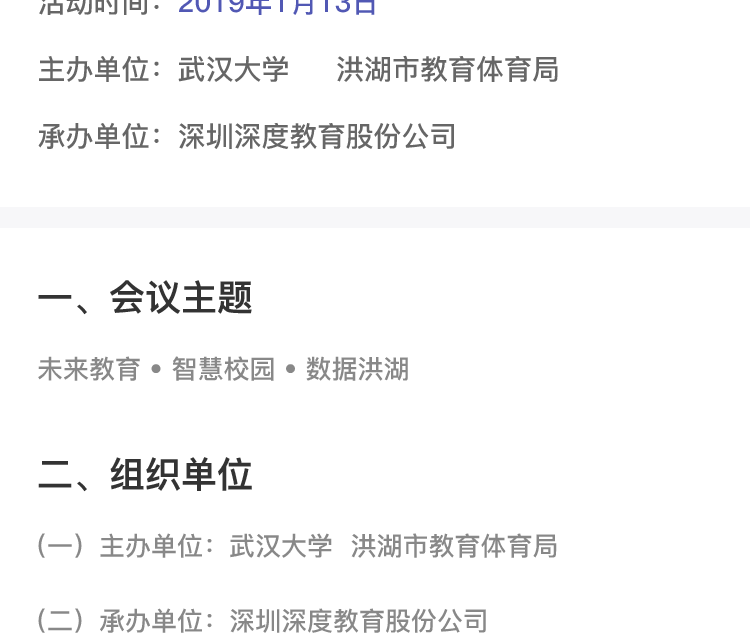 活动时间：2019年1月13日
主办单位：武汉大学 洪湖市教育体育局
承办单位：深圳深度教育股份公司
一、会议主题
未来教育 • 智慧校园 • 数据洪湖
二、组织单位
(一) 主办单位：武汉大学 洪湖市教育体育局
(二) 承办单位：深圳深度教育股份公司